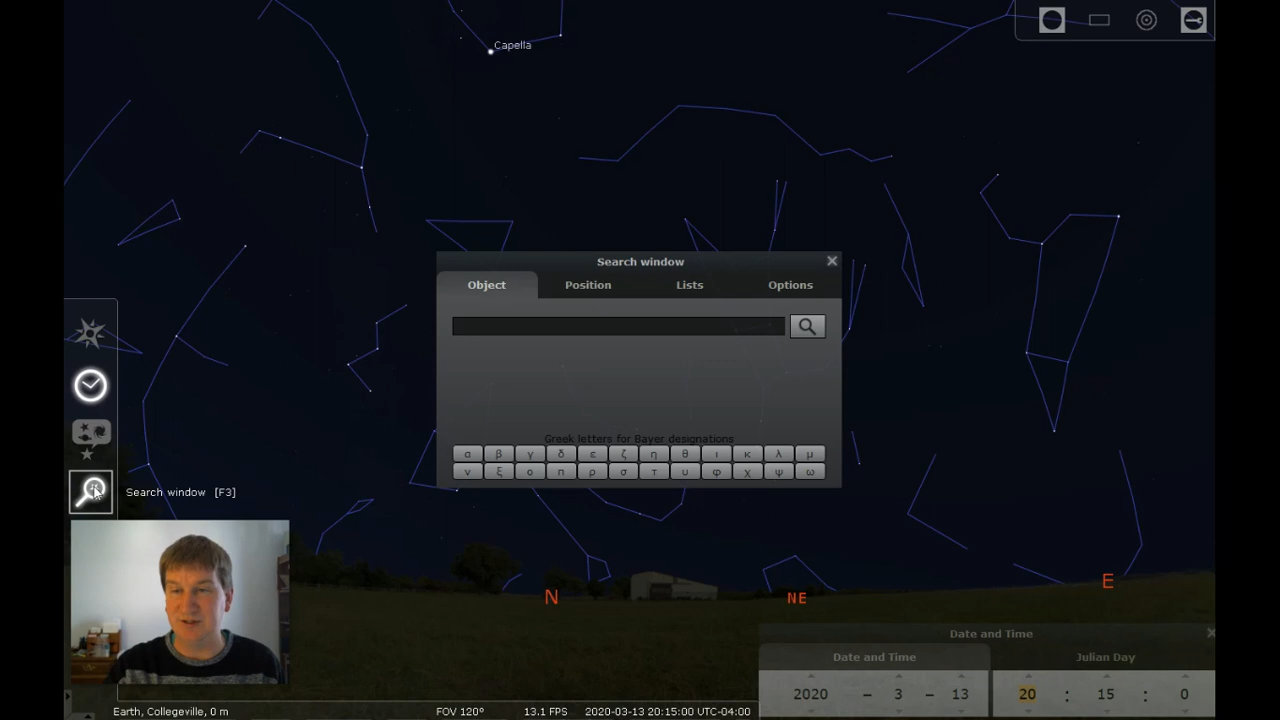 Capella
Search window
Object Position Lists Options
Greek letters for Bayer designations
α β γ δ ε ζ η θ ι κ λ μ
ν ξ ο π ρ σ τ υ φ χ ψ ω
Search window [F3]
N
NE
E
Date and Time
Date and Time Julian Day
2020 - 3 - 13 20 : 15 : 0
Earth, Collegeville, 0 m FOV 120° 13.1 FPS 2020-03-13 20:15:00 UTC-04:00